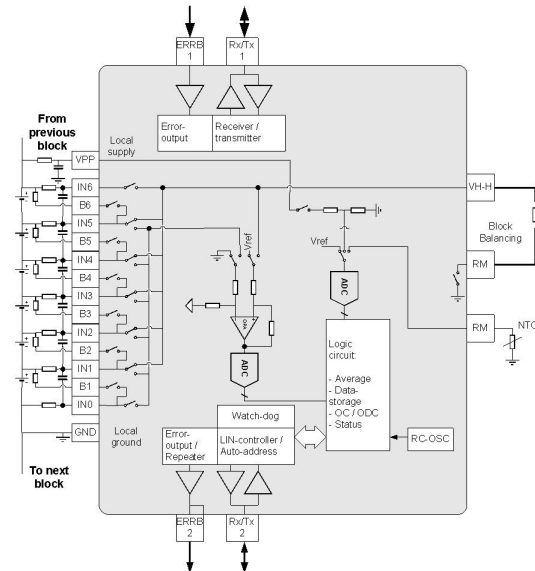 ERRB
1
Rx/Tx
1
From
previous
block
Local
supply
Error-
output
Receiver /
transmitter
VPP
IN6
B6
IN5
B5
IN4
B4
IN3
B3
IN2
B2
IN1
B1
IN0
GND
Local
ground
To next
block
Vref
Vref
OPA
ADC
ADC
VH-H
Block
Balancing
RM
RM
NTC
Logic
circuit:
- Average
- Data-
storage
- OC / ODC
- Status
Watch-dog
Error-
output /
Repeater
LIN-controller /
Auto-address
RC-OSC
ERRB
2
Rx/Tx
2